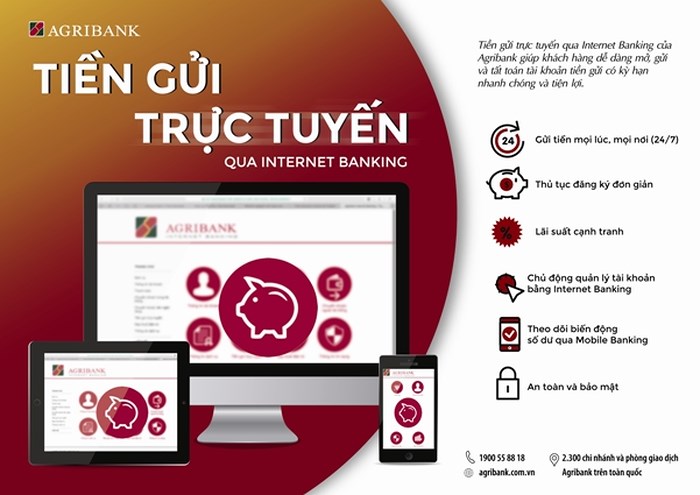 AGRIBANK
TIỀN GỬI
TRỰC TUYẾN
QUA INTERNET BANKING
Tiền gửi trực tuyến qua Internet Banking của
Agribank giúp khách hàng dễ dàng mở, gửi
và tất toán tài khoản tiền gửi có kỳ hạn
nhanh chóng và tiện lợi.
24
Gửi tiền mọi lúc, mọi nơi (24/7)
$
Thủ tục đăng ký đơn giản
%
Lãi suất cạnh tranh
Chủ động quản lý tài khoản
bằng Internet Banking
Theo dõi biến động
số dư qua Mobile Banking
An toàn và bảo mật
AGRIBANK
INTERNET BANKING
AGRIBANK
AGRIBANK
1900 55 88 18
agribank.com.vn
2.300 chi nhánh và phòng giao dịch
Agribank trên toàn quốc